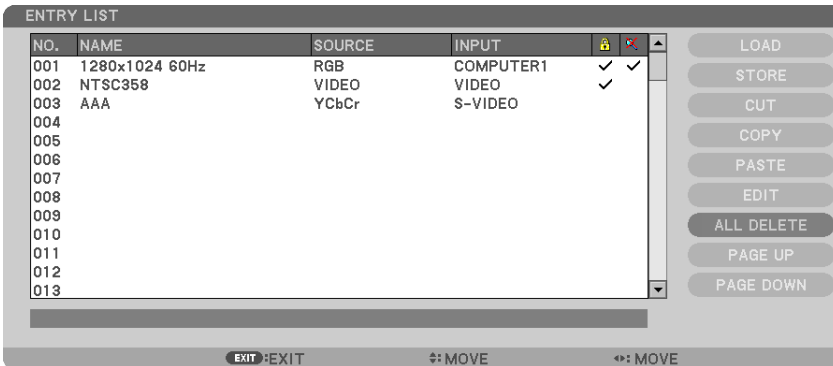 ENTRY LIST
NO. NAME SOURCE INPUT
001 1280x1024 60Hz RGB COMPUTER1
002 NTSC358 VIDEO VIDEO
003 AAA YCbCr S-VIDEO
004
005
006
007
008
009
010
011
012
013
LOAD
STORE
CUT
COPY
PASTE
EDIT
ALL DELETE
PAGE UP
PAGE DOWN
EXIT :EXIT :MOVE :MOVE